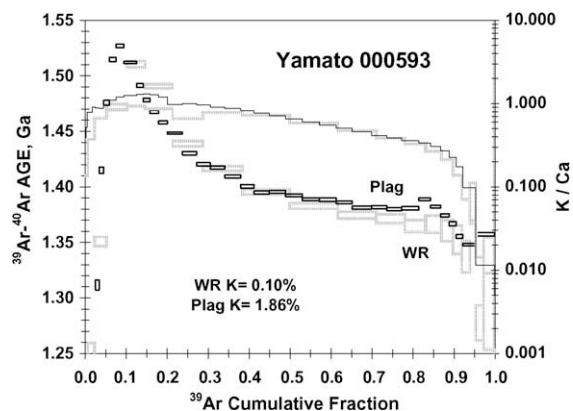 Yamato 000593
³⁹Ar-⁴⁰Ar AGE, Ga
1.55
1.50
1.45
1.40
1.35
1.30
1.25
10.000
1.000
0.100
0.010
0.001
K / Ca
Plag
WR
WR K= 0.10%
Plag K= 1.86%
0.0 0.1 0.2 0.3 0.4 0.5 0.6 0.7 0.8 0.9 1.0
³⁹Ar Cumulative Fraction